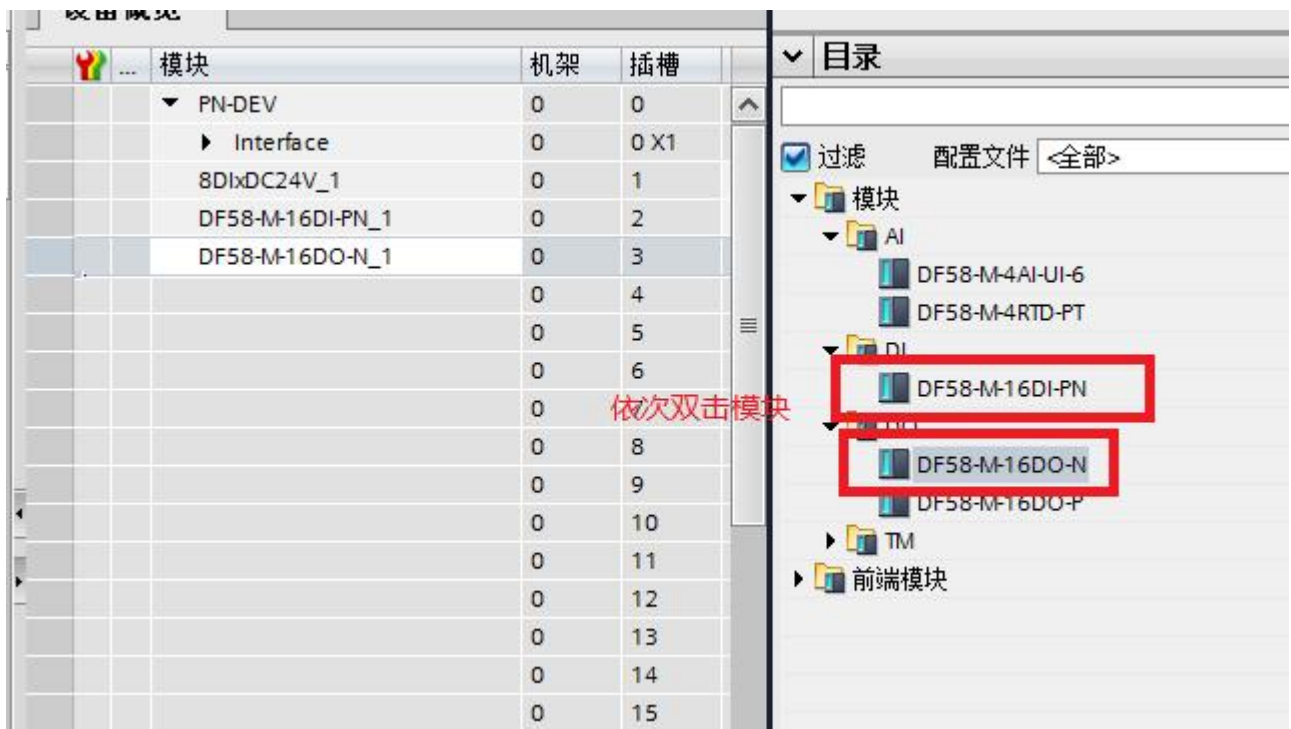 设备概览
... 模块 机架 插槽
PN-DEV 0 0
Interface 0 0 X1
8DIxDC24V_1 0 1
DF58-M-16DI-PN_1 0 2
DF58-M-16DO-N_1 0 3
0 4
0 5
0 6
0 7
0 8
0 9
0 10
0 11
0 12
0 13
0 14
0 15
依次双击模块
目录
过滤 配置文件 <全部>
模块
AI
DF58-M-4AI-UI-6
DF58-M-4RTD-PT
DI
DF58-M-16DI-PN
DO
DF58-M-16DO-N
DF58-M-16DO-P
TM
前端模块